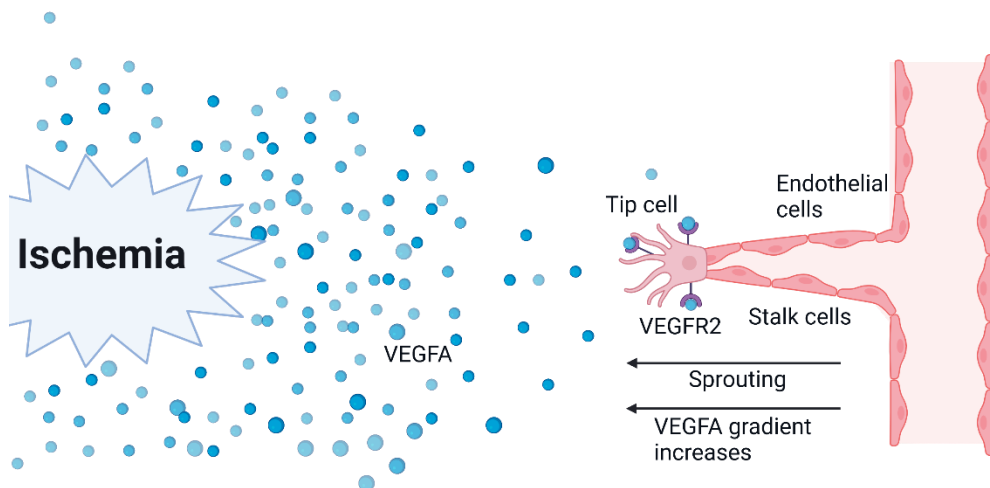 Ischemia
VEGFA
Tip cell
Endothelial
cells
VEGFR2
Stalk cells
Sprouting
VEGFA gradient
increases